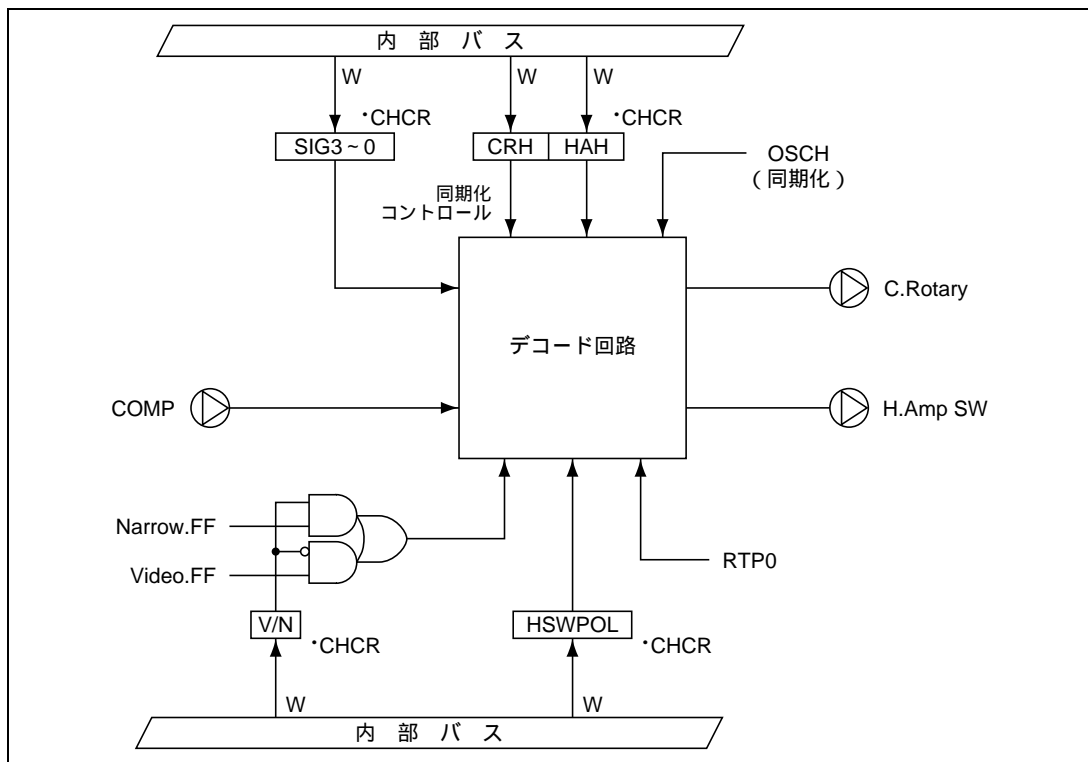 内 部 バ ス
W W W
・CHCR ・CHCR
SIG3~0 CRH HAH
OSCH
(同期化)
同期化
コントロール
C.Rotary
デコード回路
COMP
H.Amp SW
Narrow.FF
Video.FF
RTP0
V/N HSWPOL
・CHCR ・CHCR
W W
内 部 バ ス